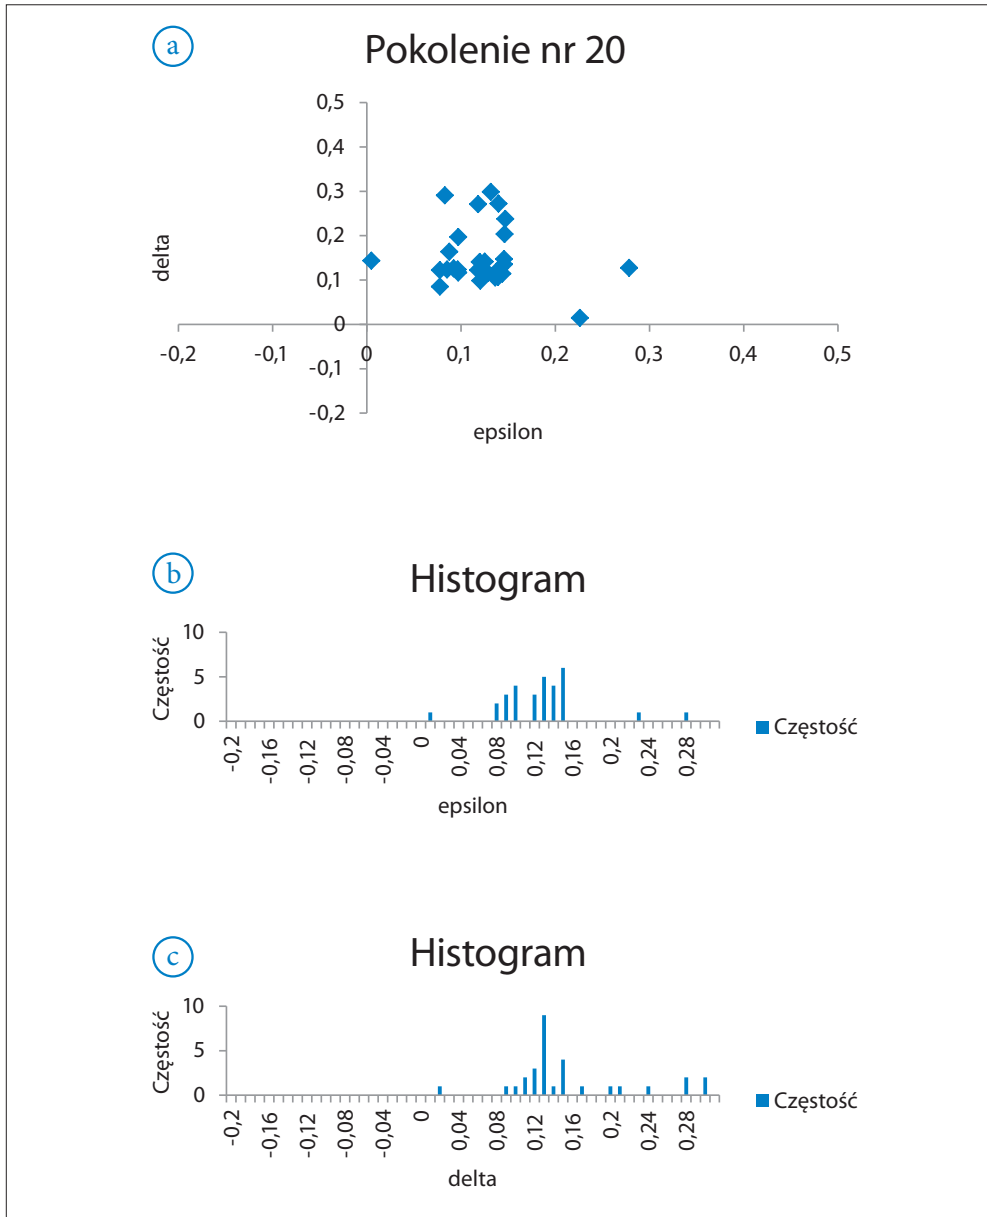 a
Pokolenie nr 20
0,5
0,4
0,3
0,2
0,1
0
-0,1
-0,2
delta
-0,2 -0,1 0 0,1 0,2 0,3 0,4 0,5
epsilon
b
Histogram
Częstość
10
5
0
-0,2 -0,16 -0,12 -0,08 -0,04 0 0,04 0,08 0,12 0,16 0,2 0,24 0,28
Częstość
epsilon
c
Histogram
Częstość
10
5
0
-0,2 -0,16 -0,12 -0,08 -0,04 0 0,04 0,08 0,12 0,16 0,2 0,24 0,28
Częstość
delta